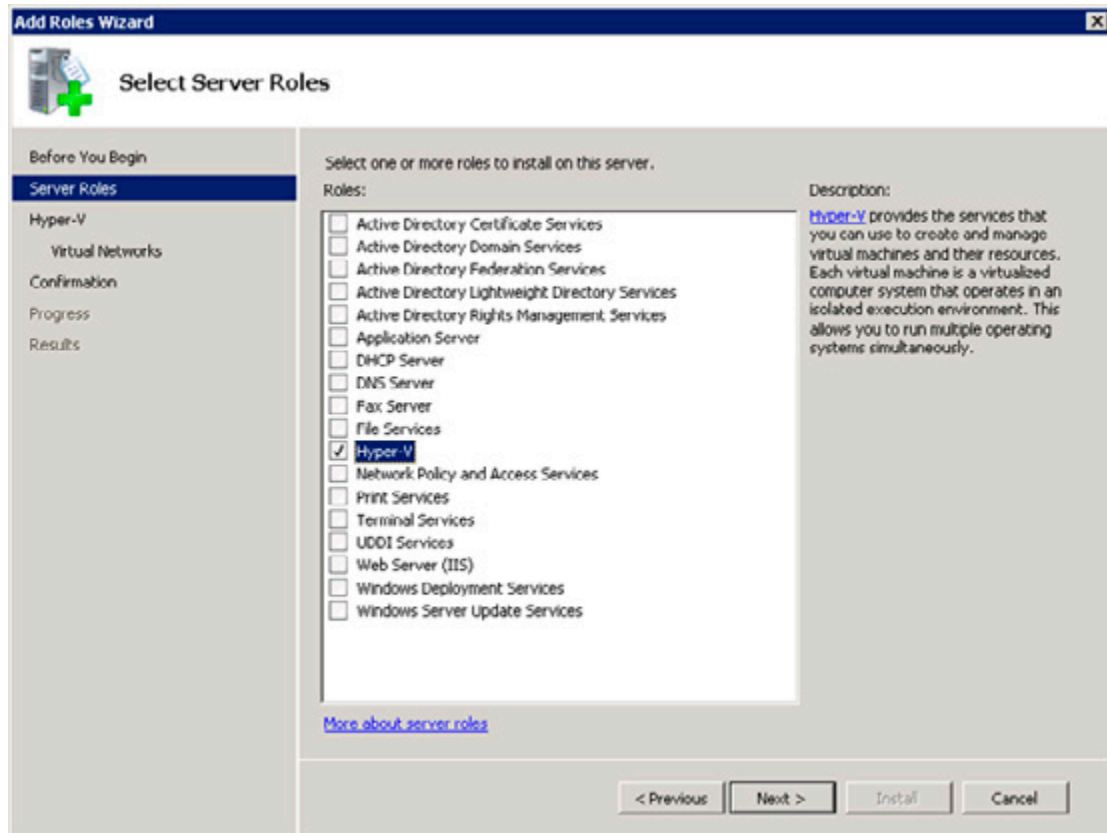 Add Roles Wizard
Select Server Roles
Before You Begin
Server Roles
Hyper-V
Virtual Networks
Confirmation
Progress
Results
Select one or more roles to install on this server.
Roles:
Active Directory Certificate Services
Active Directory Domain Services
Active Directory Federation Services
Active Directory Lightweight Directory Services
Active Directory Rights Management Services
Application Server
DHCP Server
DNS Server
Fax Server
File Services
Hyper-V
Network Policy and Access Services
Print Services
Terminal Services
UDDI Services
Web Server (IIS)
Windows Deployment Services
Windows Server Update Services
More about server roles
Description:
Hyper-V provides the services that
you can use to create and manage
virtual machines and their resources.
Each virtual machine is a virtualized
computer system that operates in an
isolated execution environment. This
allows you to run multiple operating
systems simultaneously.
< Previous
Next >
Install
Cancel